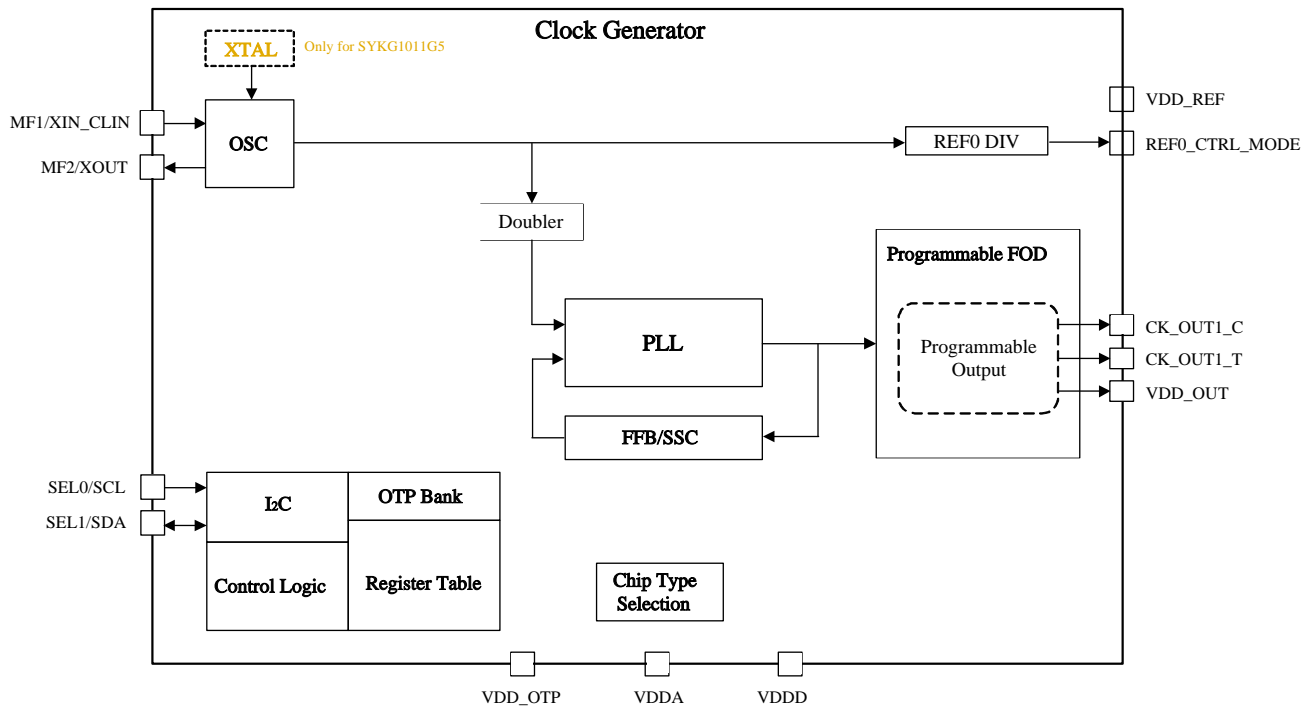 Clock Generator
XTAL
Only for SYKG1011G5
MF1/XIN_CLIN
MF2/XOUT
OSC
REF0 DIV
VDD_REF
REF0_CTRL_MODE
Doubler
Programmable FOD
PLL
Programmable
Output
CK_OUT1_C
CK_OUT1_T
VDD_OUT
FFB/SSC
SEL0/SCL
SEL1/SDA
I2C
OTP Bank
Control Logic
Register Table
Chip Type
Selection
VDD_OTP
VDDA
VDDD